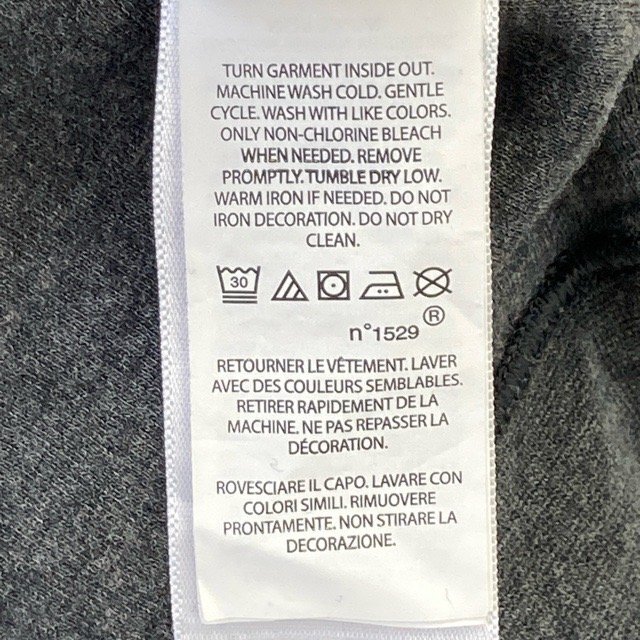 TURN GARMENT INSIDE OUT.
MACHINE WASH COLD. GENTLE
CYCLE. WASH WITH LIKE COLORS.
ONLY NON-CHLORINE BLEACH
WHEN NEEDED. REMOVE
PROMPTLY. TUMBLE DRY LOW.
WARM IRON IF NEEDED. DO NOT
IRON DECORATION. DO NOT DRY
CLEAN.
30
n°1529 ®
RETOURNER LE VÊTEMENT. LAVER
AVEC DES COULEURS SEMBLABLES.
RETIRER RAPIDEMENT DE LA
MACHINE. NE PAS REPASSER LA
DÉCORATION.
ROVESCIARE IL CAPO. LAVARE CON
COLORI SIMILI. RIMUOVERE
PRONTAMENTE. NON STIRARE LA
DECORAZIONE.